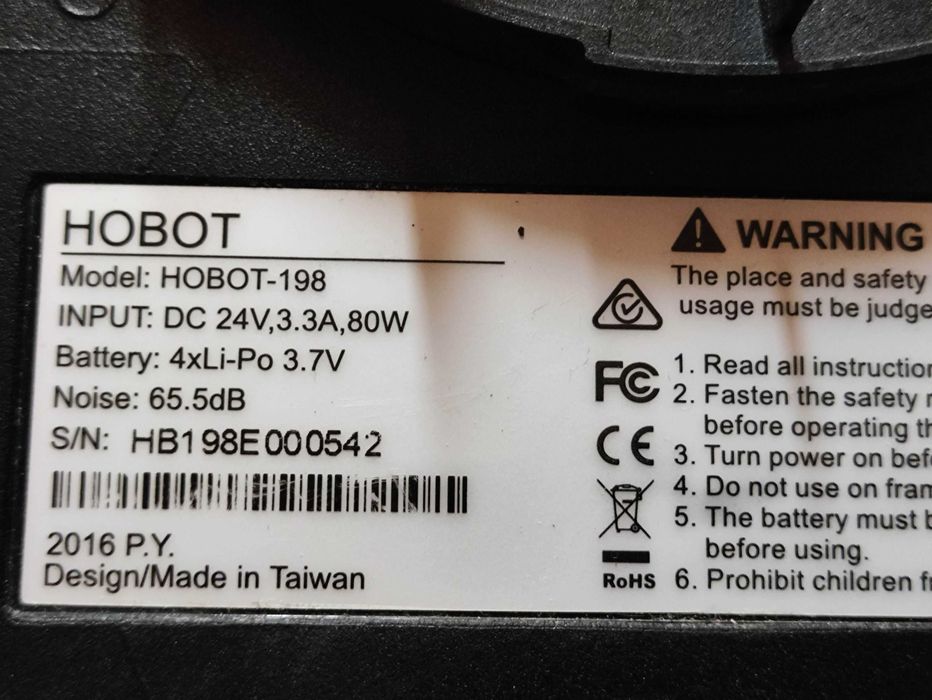 HOBOT
Model: HOBOT-198
INPUT: DC 24V,3.3A,80W
Battery: 4xLi-Po 3.7V
Noise: 65.5dB
S/N: HB198E000542
2016 P.Y.
Design/Made in Taiwan
WARNING
The place and safety
usage must be judge
FC
CE
RoHS
1. Read all instruction
2. Fasten the safety
before operating
3. Turn power on
4. Do not use on
5. The battery must
before using.
6. Prohibit children